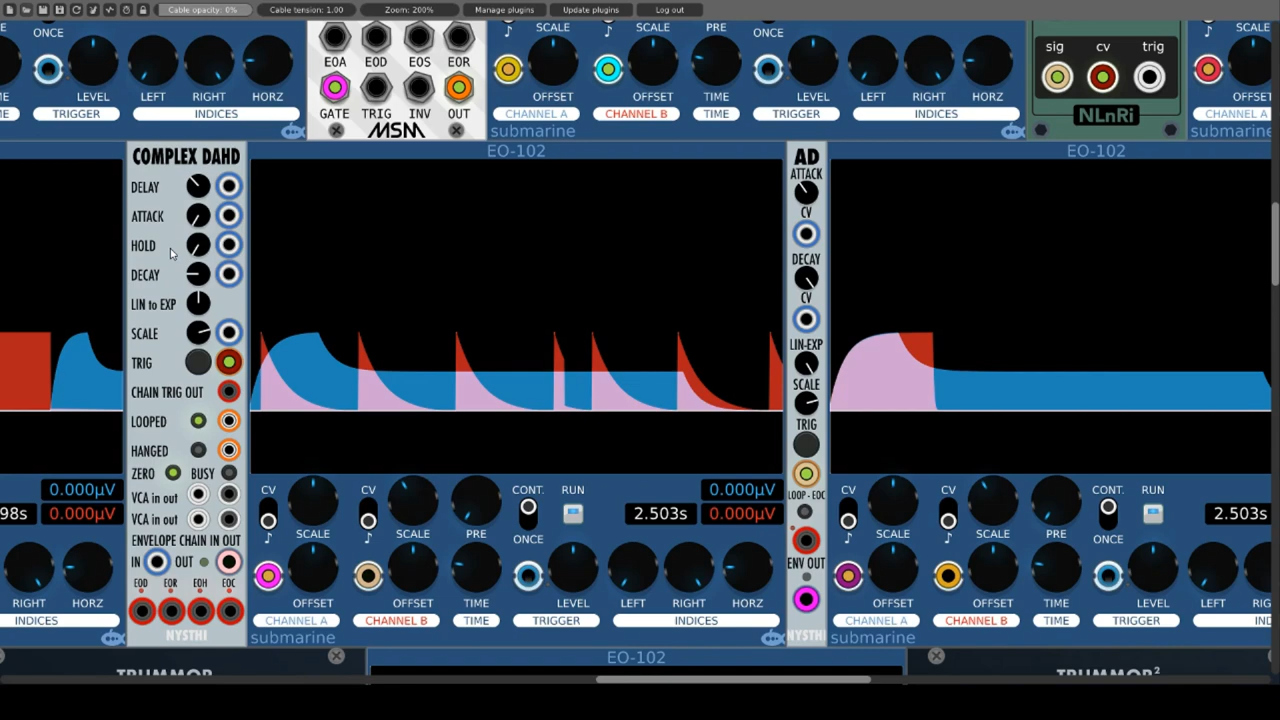 Cable opacity: 0%
Cable tension: 1.00
Zoom: 200%
Manage plugins
Update plugins
Log out
ONCE
SCALE
SCALE
PRE
ONCE
SCALE
LEVEL
LEFT
RIGHT
HORZ
TRIGGER
INDICES
EOA
EOD
EOS
EOR
GATE
TRIG
INV
OUT
MSM
OFFSET
OFFSET
TIME
LEVEL
LEFT
RIGHT
HORZ
CHANNEL A
CHANNEL B
TIME
TRIGGER
INDICES
submarine
sig
cv
trig
NLnRi
OFFSET
CHANNEL A
submarine
COMPLEX DAHD
DELAY
ATTACK
HOLD
DECAY
LIN to EXP
SCALE
TRIG
CHAIN TRIG OUT
LOOPED
HANGED
ZERO
BUSY
VCA in out
VCA in out
ENVELOPE CHAIN IN OUT
IN
OUT
EOD
EOR
EOH
EOC
NYSTHI
EO-102
AD
ATTACK
CV
DECAY
CV
LIN-EXP
SCALE
TRIG
LOOP - EOC
ENV OUT
NYSTHI
EO-102
0.000µV
98s
0.000µV
RIGHT
HORZ
INDICES
CV
CV
CONT.
RUN
0.000µV
SCALE
SCALE
PRE
ONCE
2.503s
0.000µV
OFFSET
OFFSET
TIME
LEVEL
LEFT
RIGHT
HORZ
CHANNEL A
CHANNEL B
TIME
TRIGGER
INDICES
submarine
CV
CV
CONT.
RUN
SCALE
SCALE
PRE
ONCE
2.503s
OFFSET
OFFSET
TIME
LEVEL
LEFT
CHANNEL A
CHANNEL B
TIME
TRIGGER
submarine
EO-102